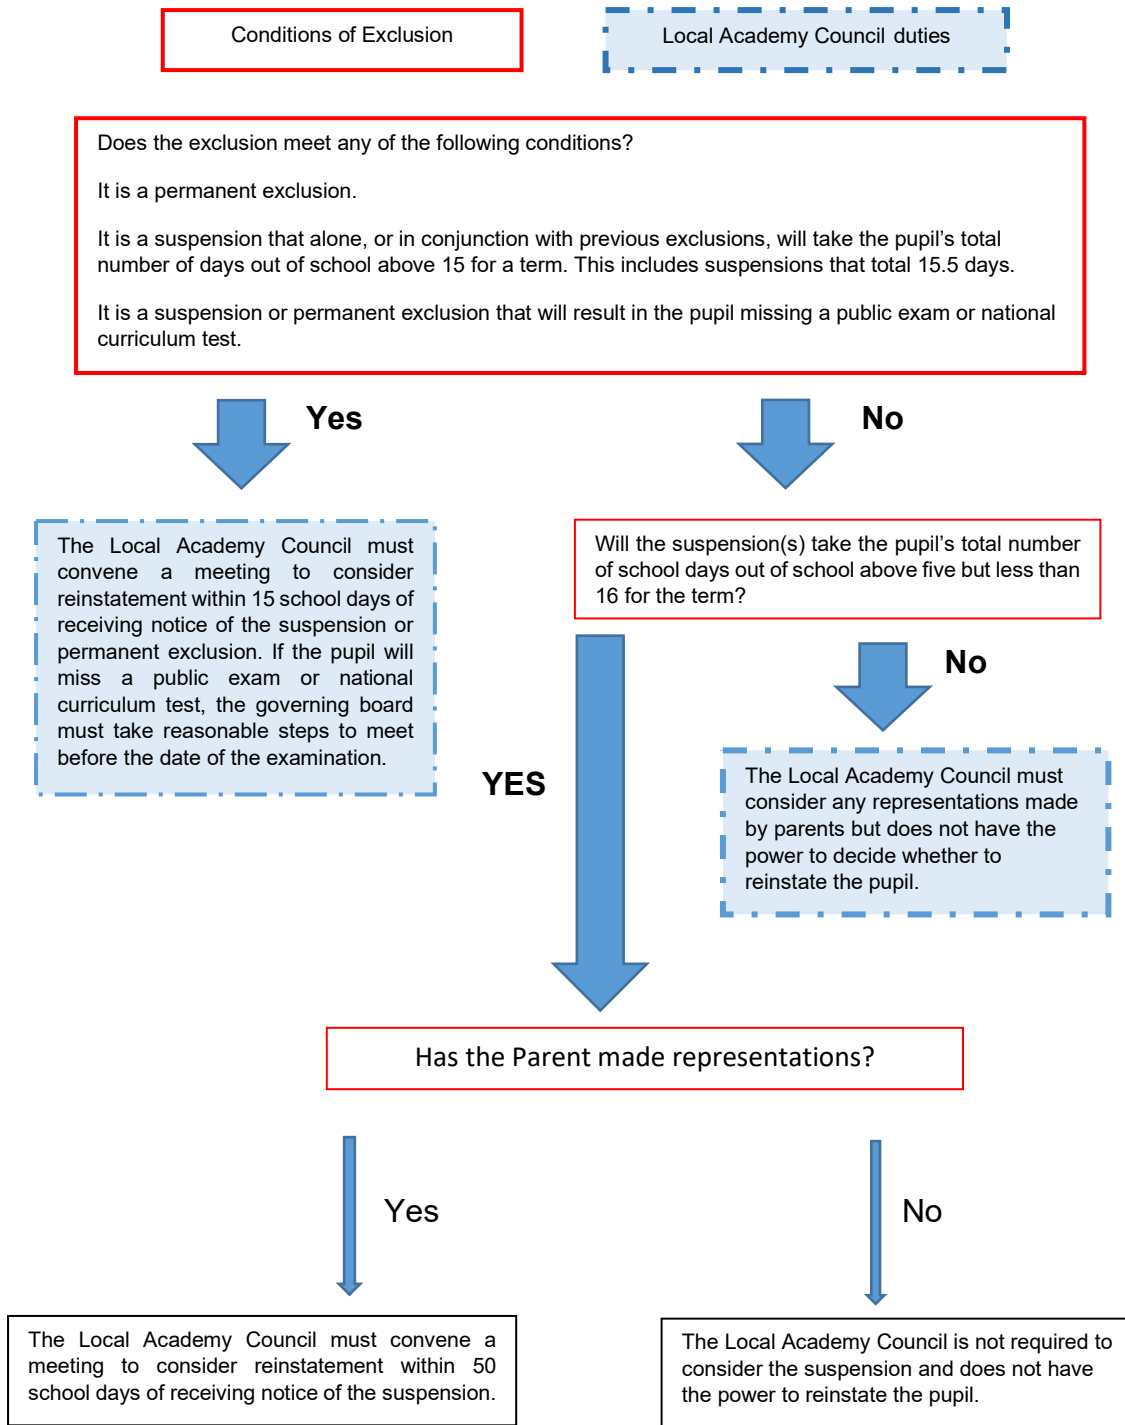 Conditions of Exclusion
Local Academy Council duties
Does the exclusion meet any of the following conditions?
It is a permanent exclusion.
It is a suspension that alone, or in conjunction with previous exclusions, will take the pupil's total
number of days out of school above 15 for a term. This includes suspensions that total 15.5 days.
It is a suspension or permanent exclusion that will result in the pupil missing a public exam or national
curriculum test.
Yes
No
The Local Academy Council must
convene a meeting to consider
reinstatement within 15 school days of
receiving notice of the suspension or
permanent exclusion. If the pupil will
miss a public exam or national
curriculum test, the governing board
must take reasonable steps to meet
before the date of the examination.
Will the suspension(s) take the pupil's total number
of school days out of school above five but less than
16 for the term?
No
YES
The Local Academy Council must
consider any representations made
by parents but does not have the
power to decide whether to
reinstate the pupil.
Has the Parent made representations?
Yes
No
The Local Academy Council must convene a
meeting to consider reinstatement within 50
school days of receiving notice of the suspension.
The Local Academy Council is not required to
consider the suspension and does not have
the power to reinstate the pupil.